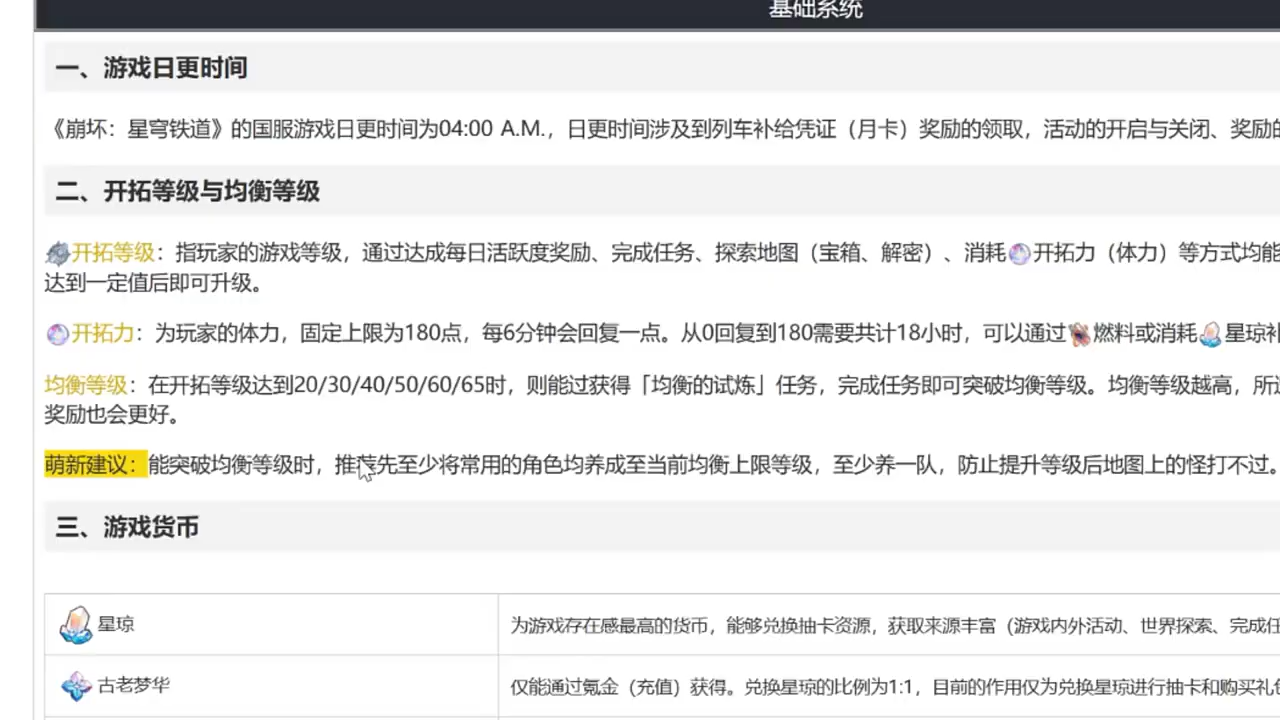 基础系统
一、游戏日更时间
《崩坏：星穹铁道》的国服游戏日更时间为04:00 A.M.，日更时间涉及到列车补给凭证（月卡）奖励的领取，活动的开启与关闭、奖励的
二、开拓等级与均衡等级
开拓等级：指玩家的游戏等级，通过达成每日活跃度奖励、完成任务、探索地图（宝箱、解密）、消耗开拓力（体力）等方式均能
达到一定值后即可升级。
开拓力：为玩家的体力，固定上限为180点，每6分钟会回复一点。从0回复到180需要共计18小时，可以通过燃料或消耗星琼补
均衡等级：在开拓等级达到20/30/40/50/60/65时，则能过获得「均衡的试炼」任务，完成任务即可突破均衡等级。均衡等级越高，所
奖励也会更好。
萌新建议：能突破均衡等级时，推荐先至少将常用的角色均养成至当前均衡上限等级，至少养一队，防止提升等级后地图上的怪打不过。
三、游戏货币
星琼
为游戏存在感最高的货币，能够兑换抽卡资源，获取来源丰富（游戏内外活动、世界探索、完成任
古老梦华
仅能通过氪金（充值）获得。兑换星琼的比例为1:1，目前的作用仅为兑换星琼进行抽卡和购买礼包